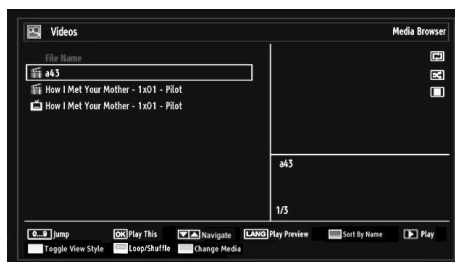 Videos
Media Browser
File Name
a43
How I Met Your Mother - 1x01 - Pilot
How I Met Your Mother - 1x01 - Pilot
a43
1/3
0...9 Jump OK Play This Navigate LANG Play Preview Sort By Name Play
Toggle View Style Loop/Shuffle Change Media